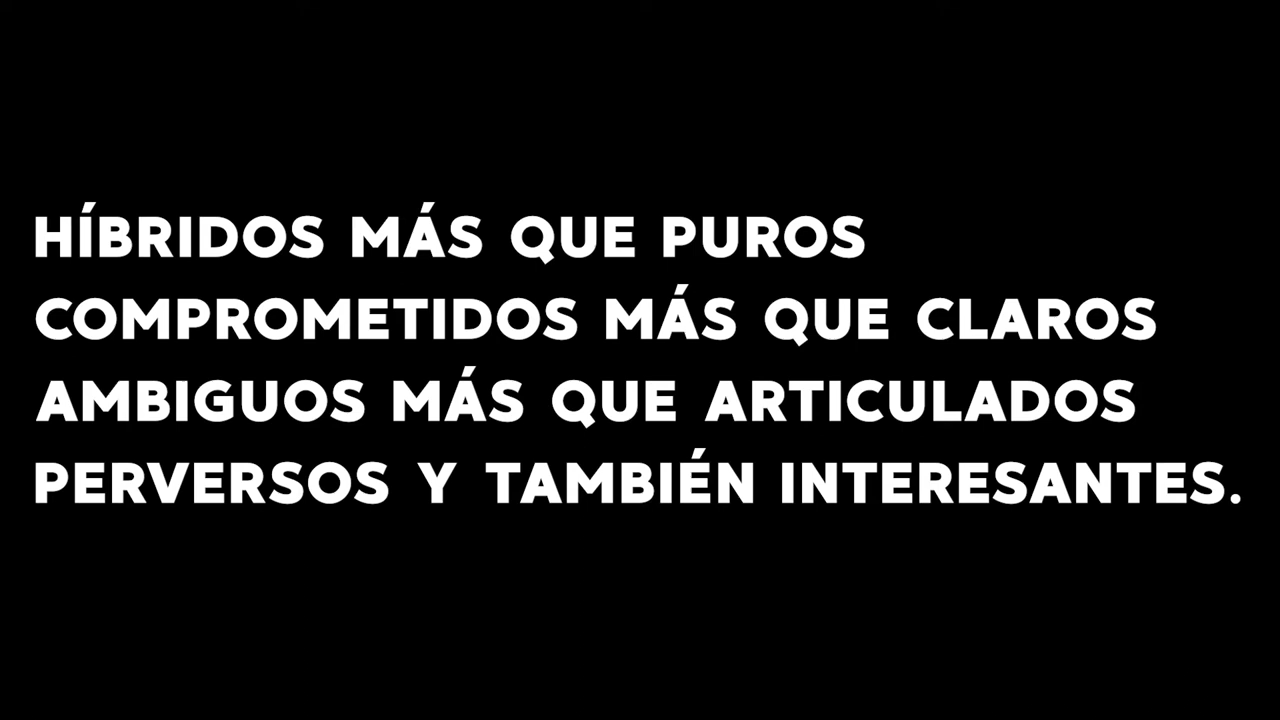 HÍBRIDOS MÁS QUE PUROS
COMPROMETIDOS MÁS QUE CLAROS
AMBIGUOS MÁS QUE ARTICULADOS
PERVERSOS Y TAMBIÉN INTERESANTES.